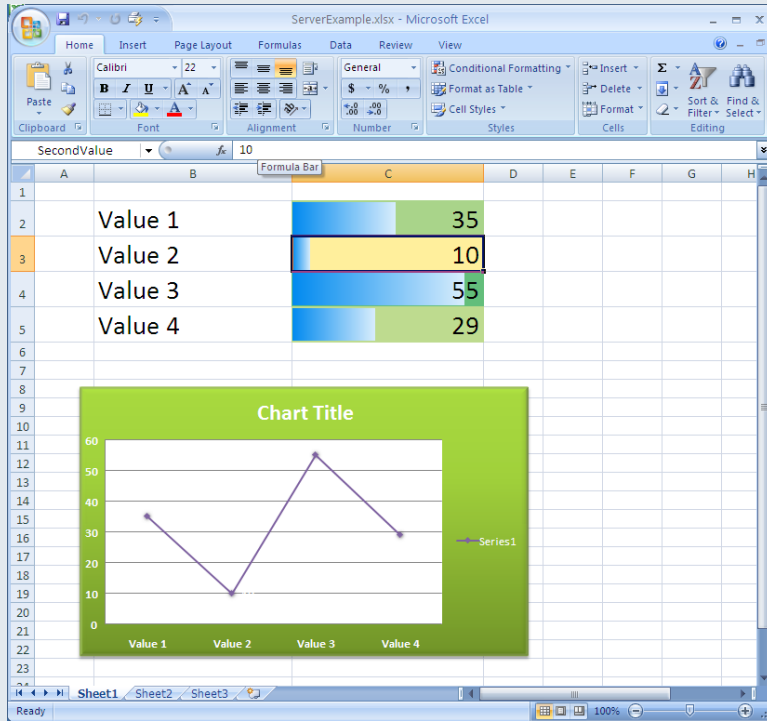 ServerExample.xlsx - Microsoft Excel
Home Insert Page Layout Formulas Data Review View
Paste
Calibri 22
B I U A A
A
General
$ % ,
.0 .00 .00 .0
Conditional Formatting
Format as Table
Cell Styles
Insert
Delete
Format
Σ
Sort & Filter
Find & Select
Clipboard Font Alignment Number Styles Cells Editing
SecondValue fx 10
Formula Bar
A B C D E F G H
1
2 Value 1 35
3 Value 2 10
4 Value 3 55
5 Value 4 29
6
7
8
9
10
11
12
13
14
15
16
17
18
19
20
21
22
23
Chart Title
60
50
40
30
20
10
0
Value 1 Value 2 Value 3 Value 4
Series1
Sheet1 Sheet2 Sheet3
Ready 100%